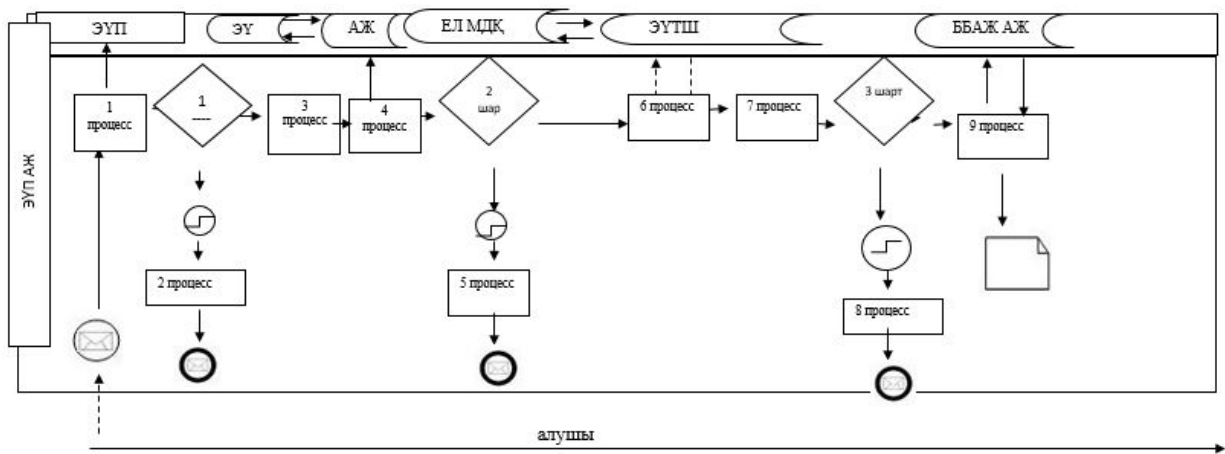 ЭҮП
ЭҮ
АЖ
ЕЛ МДҚ
ЭҮТШ
ББАЖ АЖ
ЭҮП АЖ
1
процесс
1
----
3
процесс
4
процесс
2
шар
6 процесс
7 процесс
3 шарт
9 процесс
2 процесс
5 процесс
8 процесс
алушы